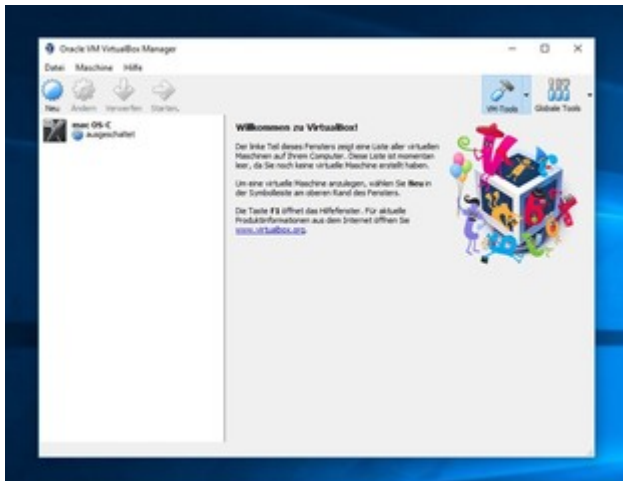 Oracle VM VirtualBox Manager
Datei Maschine Hilfe
Neu Ändern Verwerfen Starten.
VM-Tools Globale Tools
mac OS-C
ausgeschaltet
Willkommen zu VirtualBox!
Der linke Teil dieses Fensters zeigt eine Liste aller virtuellen
Maschinen auf Ihrem Computer. Diese Liste ist momentan
leer, da Sie noch keine virtuelle Maschine erstellt haben.
Um eine virtuelle Maschine anzulegen, wählen Sie Neu in
der Symbolleiste am oberen Rand des Fensters.
Die Taste F1 öffnet das Hilfefenster. Für aktuelle
Produktinformationen aus dem Internet öffnen Sie
www.virtualbox.org.